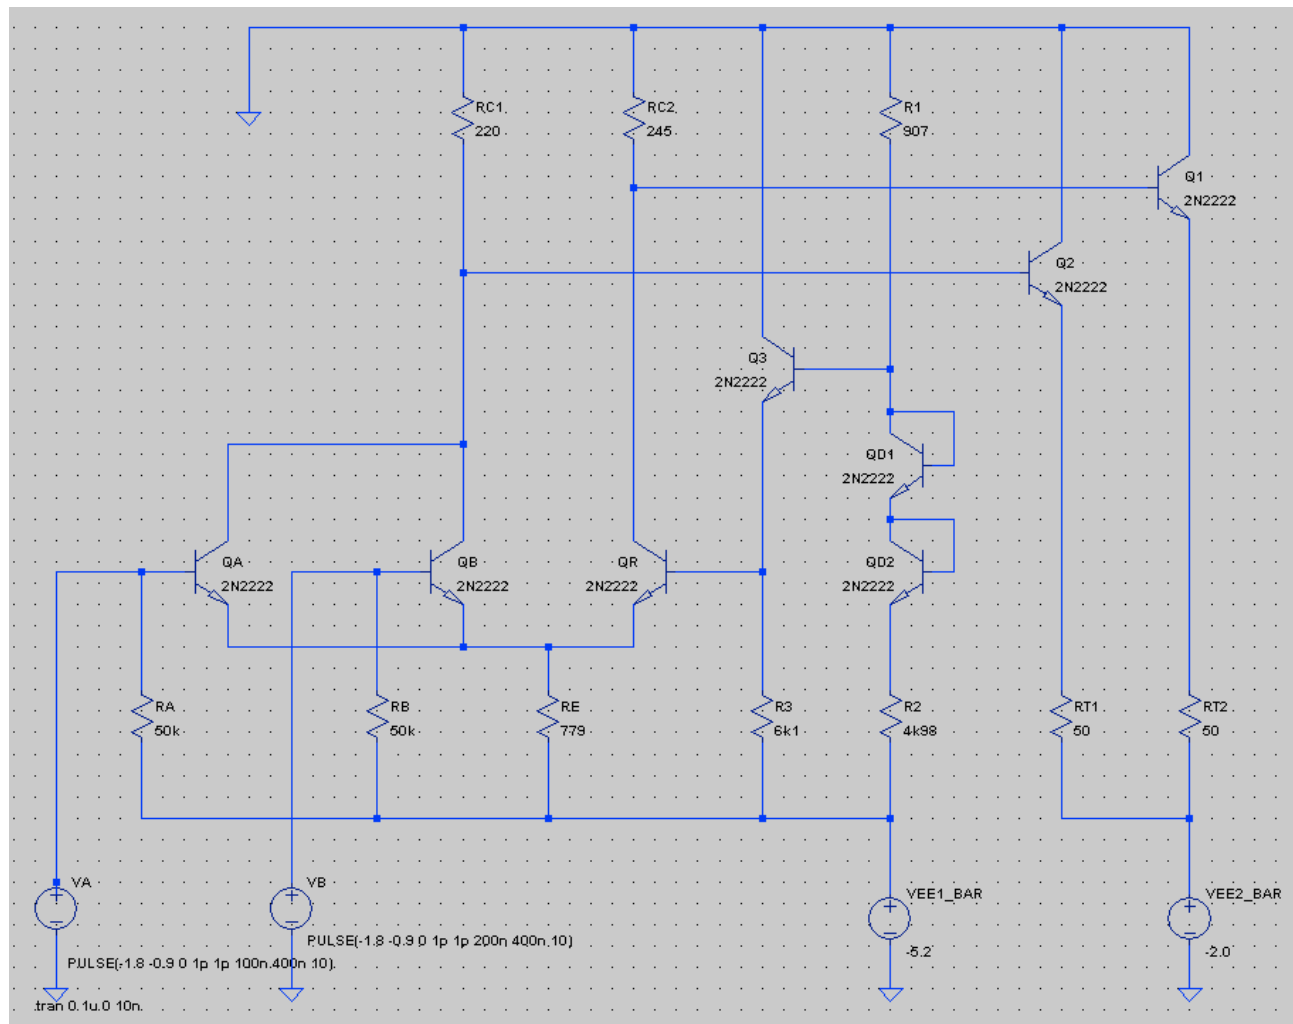 RC1
220
RC2
245
R1
907
Q1
2N2222
Q2
2N2222
Q3
2N2222
QD1
2N2222
QA
2N2222
QB
2N2222
QR
2N2222
QD2
2N2222
RA
50k
RB
50k
RE
779
R3
6k1
R2
4k98
RT1
50
RT2
50
VA
VB
VEE1_BAR
VEE2_BAR
PULSE(-1.8 -0.9 0 1p 1p 200n 400n 10)
-5.2
-2.0
PULSE(-1.8 -0.9 0 1p 1p 100n 400n 10)
.tran 0.1u 0 10n